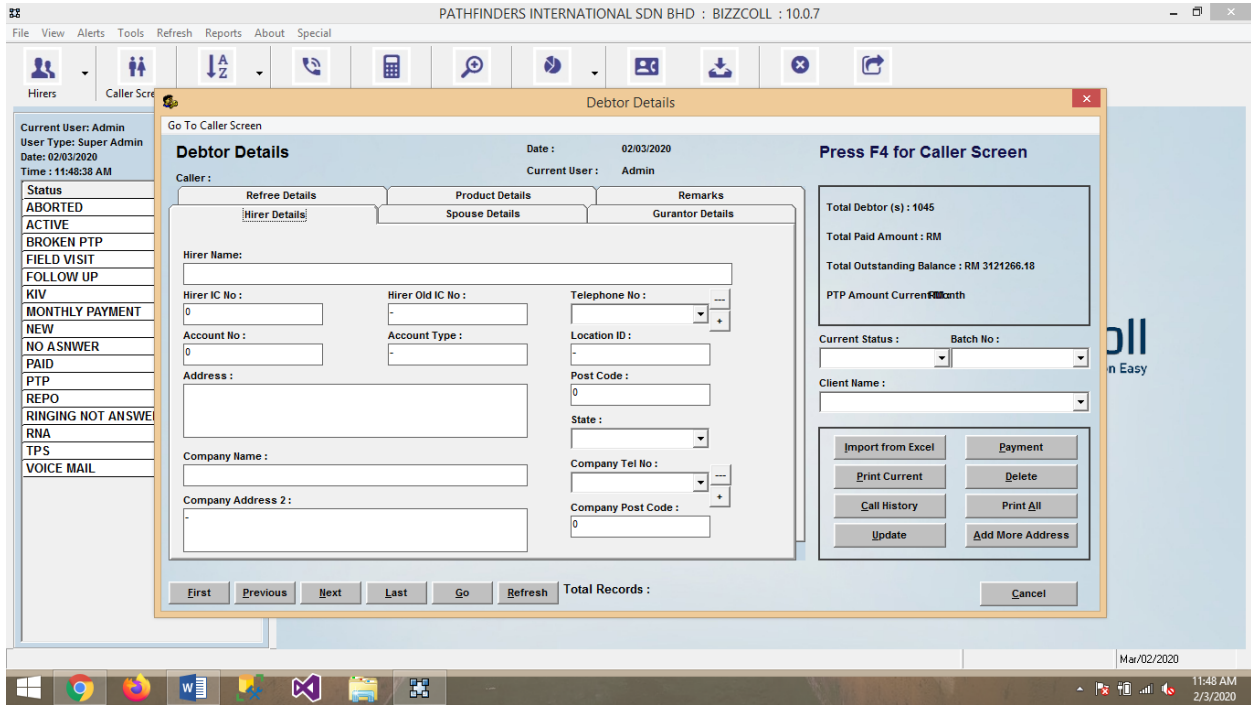 PATHFINDERS INTERNATIONAL SDN BHD : BIZZCOLL : 10.0.7
File View Alerts Tools Refresh Reports About Special
Hirers
Caller Scre
Debtor Details
Go To Caller Screen
Current User: Admin
User Type: Super Admin
Date: 02/03/2020
Time : 11:48:38 AM
Status
ABORTED
ACTIVE
BROKEN PTP
FIELD VISIT
FOLLOW UP
KIV
MONTHLY PAYMENT
NEW
NO ASNWER
PAID
PTP
REPO
RINGING NOT ANSWE
RNA
TPS
VOICE MAIL
Debtor Details
Date : 02/03/2020
Current User : Admin
Press F4 for Caller Screen
Caller :
Refree Details Product Details Remarks
Hirer Details Spouse Details Gurantor Details
Hirer Name:
Hirer IC No : Hirer Old IC No : Telephone No : ---
0 - +
Account No : Account Type : Location ID :
0 - -
Address : Post Code :
0
State :
Company Name : Company Tel No :
---
Company Address 2 : +
- Company Post Code :
0
Total Debtor (s) : 1045
Total Paid Amount : RM
Total Outstanding Balance : RM 3121266.18
PTP Amount Current Month
Current Status : Batch No :
Client Name :
Import from Excel Payment
Print Current Delete
Call History Print All
Update Add More Address
First Previous Next Last Go Refresh Total Records : Cancel
oll
n Easy
Mar/02/2020
11:48 AM
2/3/2020